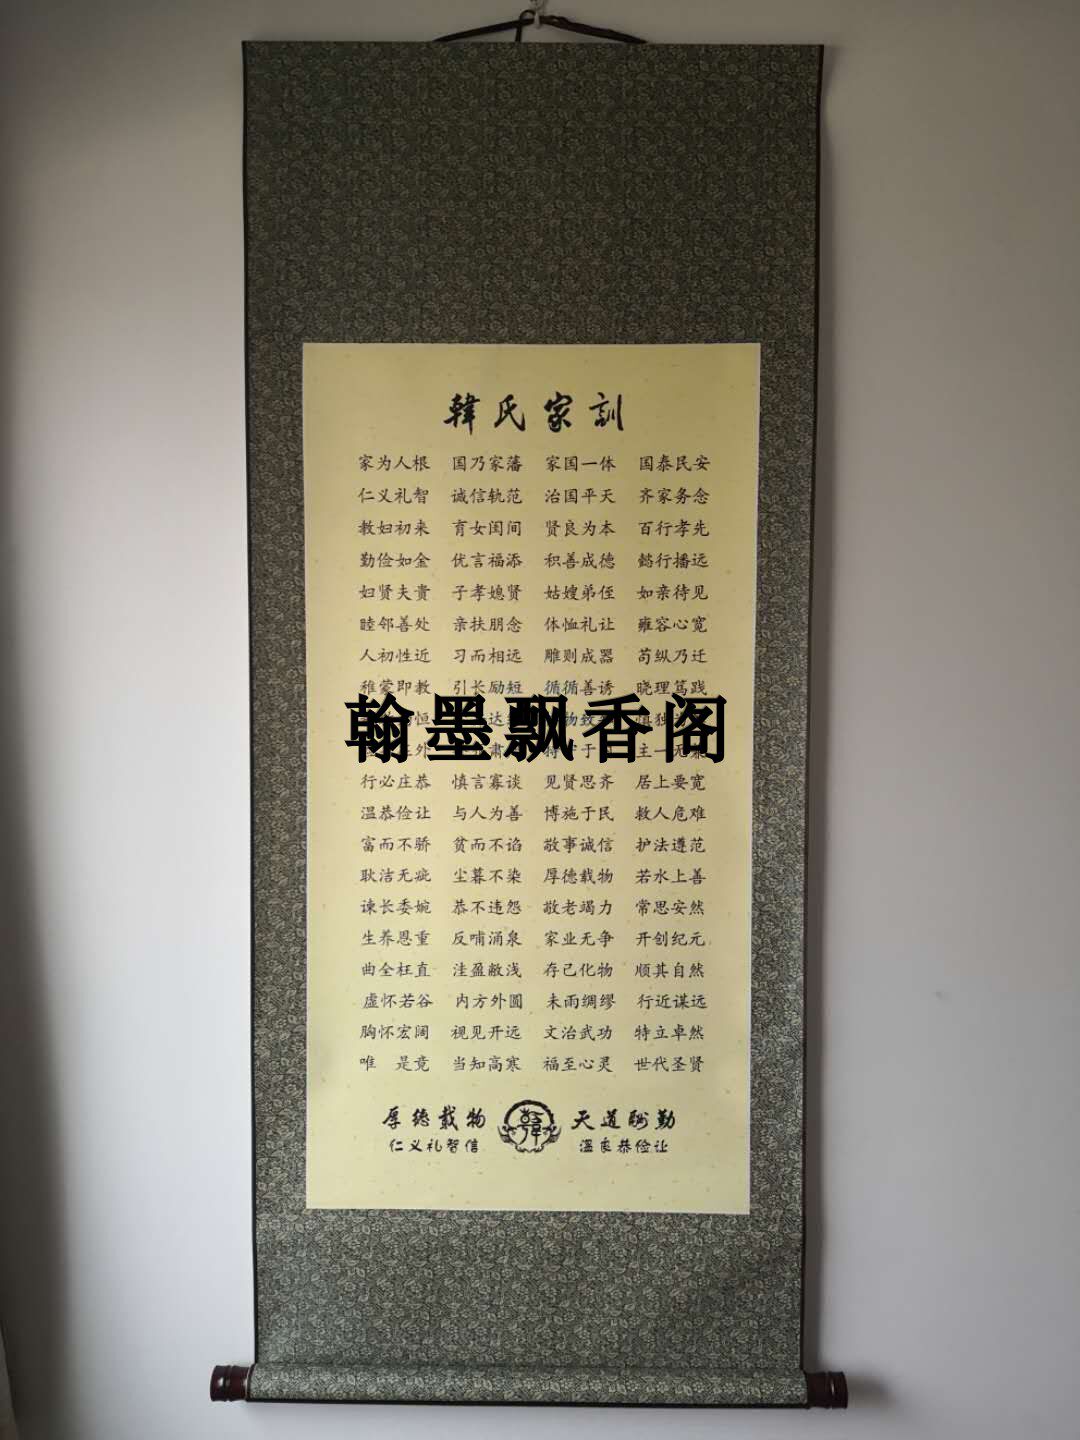 韓氏家訓
家为人根 国乃家藩 家国一体 国泰民安
仁义礼智 诚信轨范 治国平天 齐家务念
教妇初来 育女闺间 贤良为本 百行孝先
勤俭如金 优言福添 积善成德 懿行播远
妇贤夫贵 子孝媳贤 姑嫂弟侄 如亲待见
睦邻善处 亲扶朋念 体恤礼让 雍容心宽
人初性近 习而相远 雕则成器 苟纵乃迁
稚蒙即教 引长励短 循循善诱 晓理笃践
翰墨飘香阁
行必庄恭 慎言寡谈 见贤思齐 居上要宽
温恭俭让 与人为善 博施于民 救人危难
富而不骄 贫而不谄 敬事诚信 护法遵范
耿洁无疵 尘暮不染 厚德载物 若水上善
谏长委婉 恭不违怨 敬老竭力 常思安然
生养恩重 反哺涌泉 家业无争 开创纪元
曲全枉直 洼盈敝浅 存己化物 顺其自然
虚怀若谷 内方外圆 未雨绸缪 行近谋远
胸怀宏阔 视见开远 文治武功 特立卓然
唯 是竟 当知高寒 福至心灵 世代圣贤
厚德载物 韓 天道酬勤
仁义礼智信 温良恭俭让